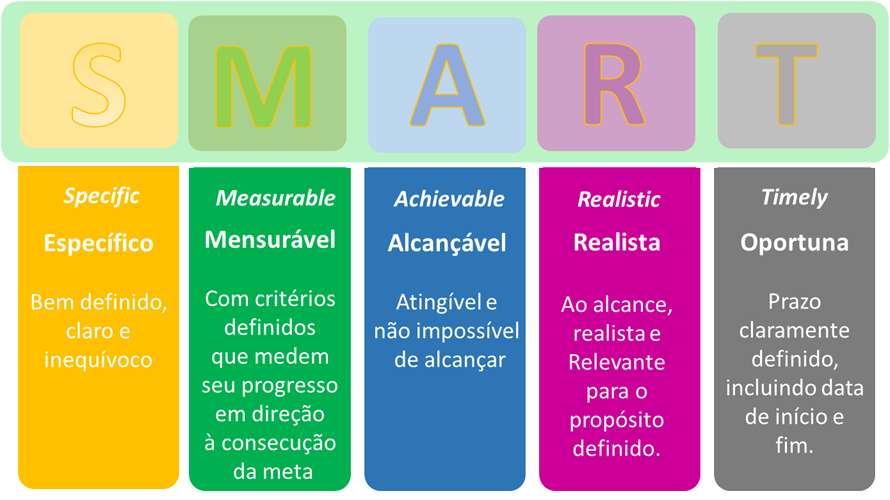 S M A R T
Specific
Específico
Bem definido,
claro e
inequívoco
Measurable
Mensurável
Com critérios
definidos
que medem
seu progresso
em direção
à consecução
da meta
Achievable
Alcançável
Atingível e
não impossível
de alcançar
Realistic
Realista
Ao alcance,
realista e
Relevante
para o
propósito
definido.
Timely
Oportuna
Prazo
claramente
definido,
incluindo data
de início e
fim.